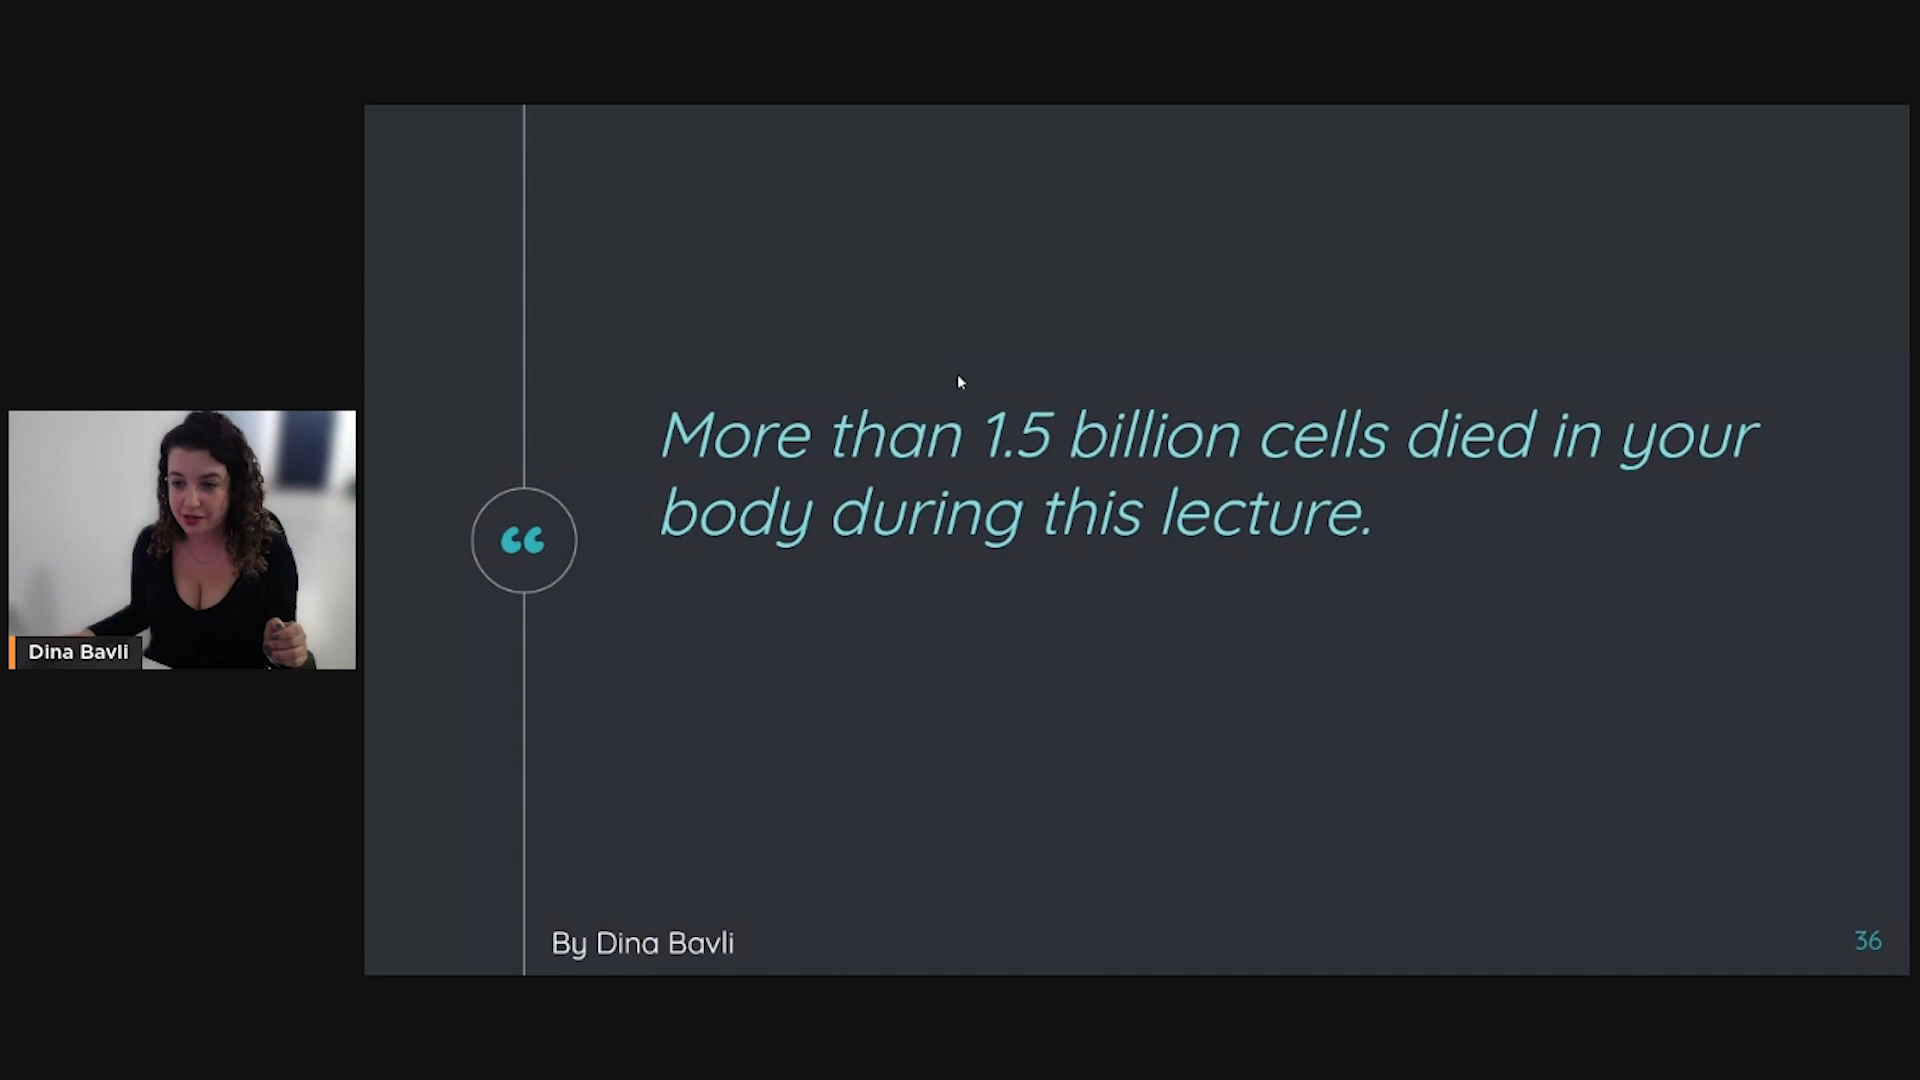 More than 1.5 billion cells died in your
body during this lecture.
“
Dina Bavli
By Dina Bavli
36